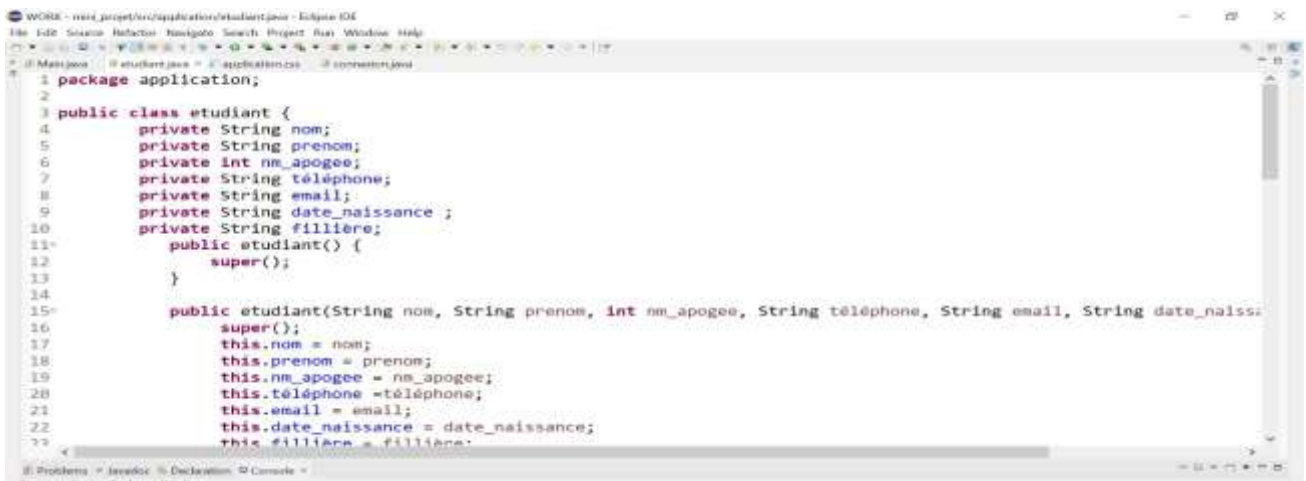 WORK - mini_projet/src/application/etudiant.java - Eclipse IDE
File Edit Source Refactor Navigate Search Project Run Window Help
Main.java etudiant.java application.css connexion.java
1 package application;
2
3 public class etudiant {
4 private String nom;
5 private String prenom;
6 private int nm_apogee;
7 private String téléphone;
8 private String email;
9 private String date_naissance ;
10 private String fillière;
11 public etudiant() {
12 super();
13 }
14
15 public etudiant(String nom, String prenom, int nm_apogee, String téléphone, String email, String date_naissa
16 super();
17 this.nom = nom;
18 this.prenom = prenom;
19 this.nm_apogee = nm_apogee;
20 this.téléphone =téléphone;
21 this.email = email;
22 this.date_naissance = date_naissance;
23 this.fillière = fillière;
Problems Javadoc Declaration Console